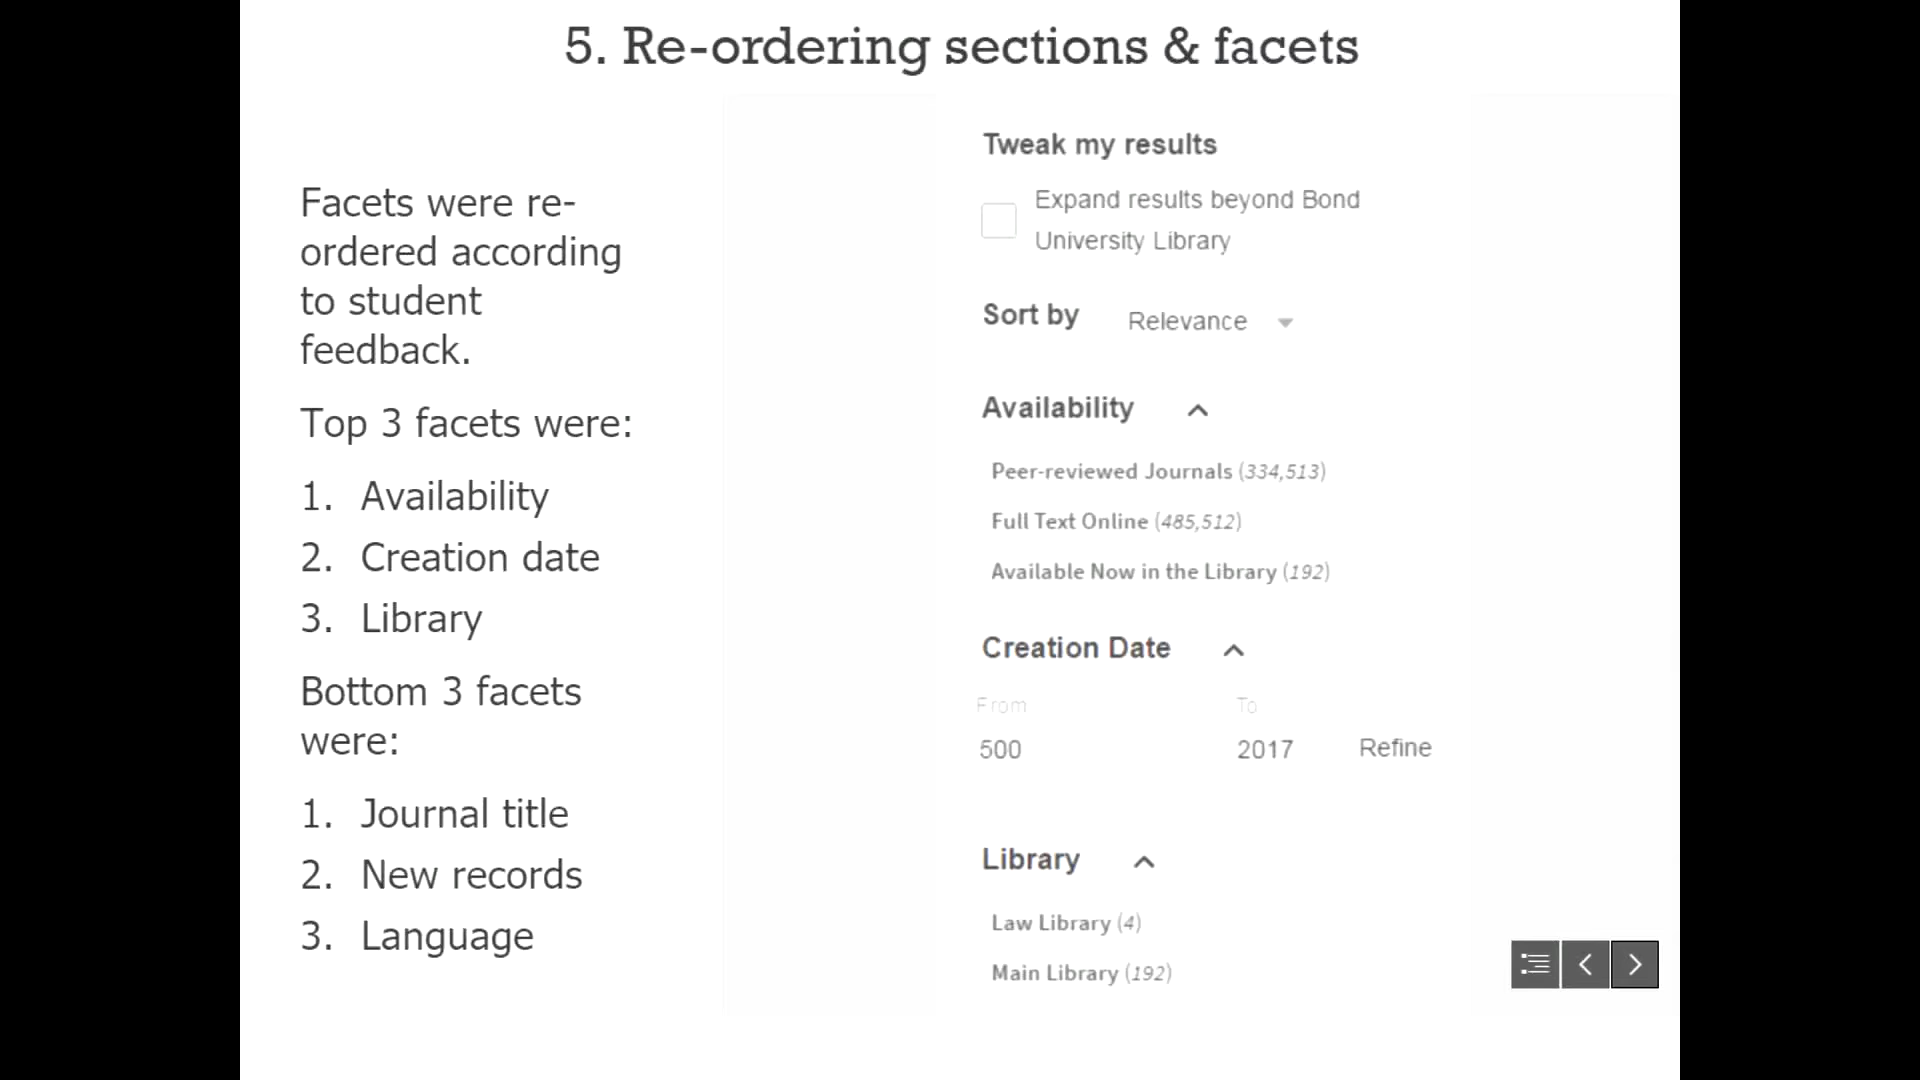 5. Re-ordering sections & facets
Facets were re-
ordered according
to student
feedback.
Top 3 facets were:
1. Availability
2. Creation date
3. Library
Bottom 3 facets
were:
1. Journal title
2. New records
3. Language
Tweak my results
Expand results beyond Bond
University Library
Sort by Relevance
Availability
Peer-reviewed Journals (334,513)
Full Text Online (485,512)
Available Now in the Library (192)
Creation Date
From To
500 2017 Refine
Library
Law Library (4)
Main Library (192)